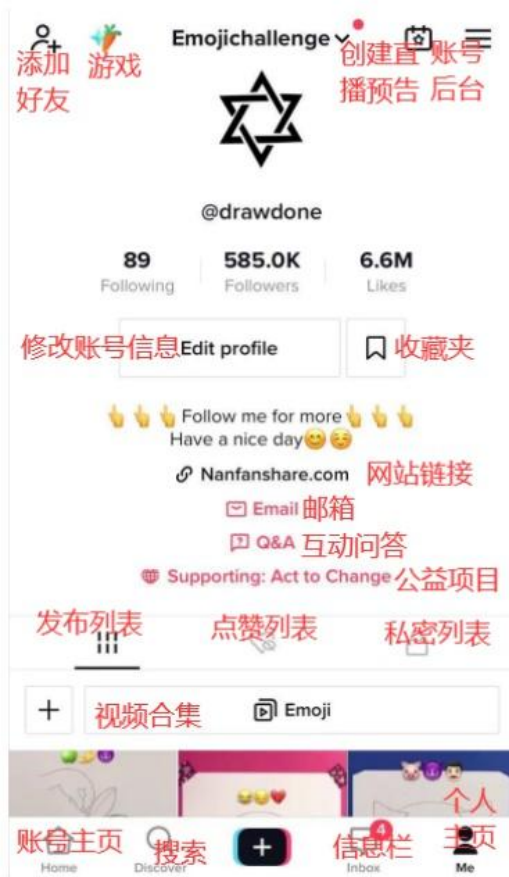 Emojichallenge
添加
好友
游戏
创建直
播预告
账号
后台
@drawdone
89
Following
585.0K
Followers
6.6M
Likes
修改账号信息
Edit profile
收藏夹
👆👆👆Follow me for more👆👆👆
Have a nice day😊☺️
Nanfanshare.com
网站链接
Email
邮箱
Q&A
互动问答
Supporting: Act to Change
公益项目
发布列表
点赞列表
私密列表
+
视频合集
Emoji
账号主页
Home
搜索
Discover
+
信息栏
4
Inbox
个人
主页
Me